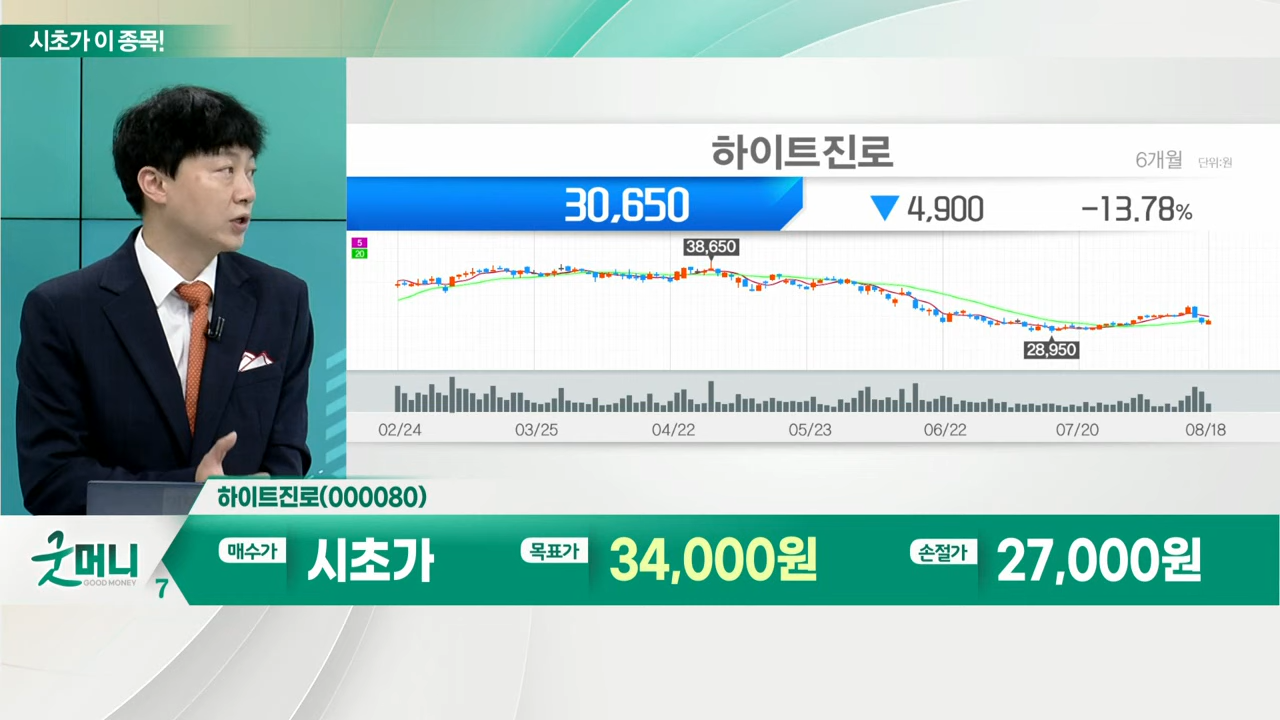 시초가 이 종목!
하이트진로
6개월 단위:원
30,650 ▼ 4,900 -13.78%
5
20
38,650
28,950
02/24 03/25 04/22 05/23 06/22 07/20 08/18
하이트진로(000080)
굿머니
GOOD MONEY
7
매수가 시초가 목표가 34,000원 손절가 27,000원